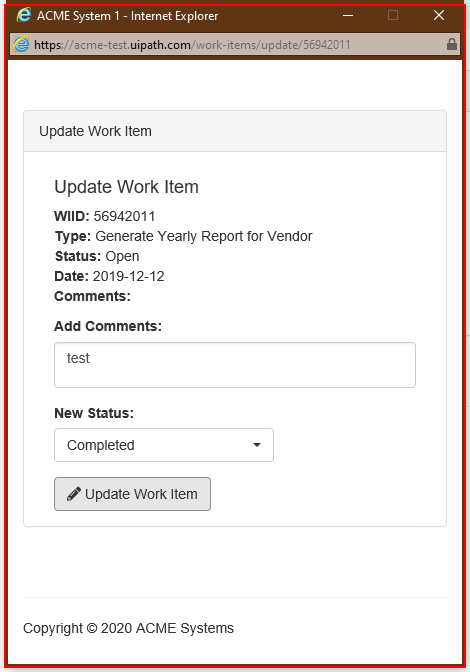 ACME System 1 - Internet Explorer
https://acme-test.uipath.com/work-items/update/56942011
Update Work Item
Update Work Item
WIID: 56942011
Type: Generate Yearly Report for Vendor
Status: Open
Date: 2019-12-12
Comments:
Add Comments:
test
New Status:
Completed
Update Work Item
Copyright © 2020 ACME Systems